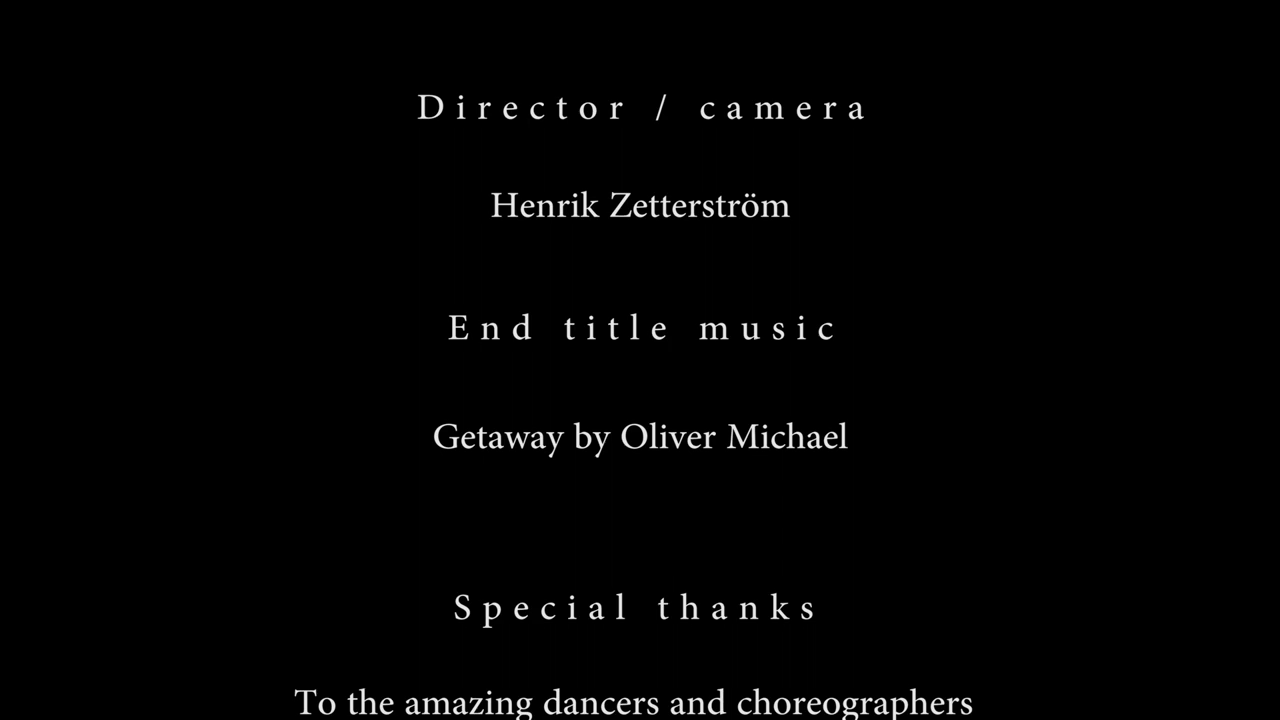 Director / camera
Henrik Zetterström
End title music
Getaway by Oliver Michael
Special thanks
To the amazing dancers and choreographers